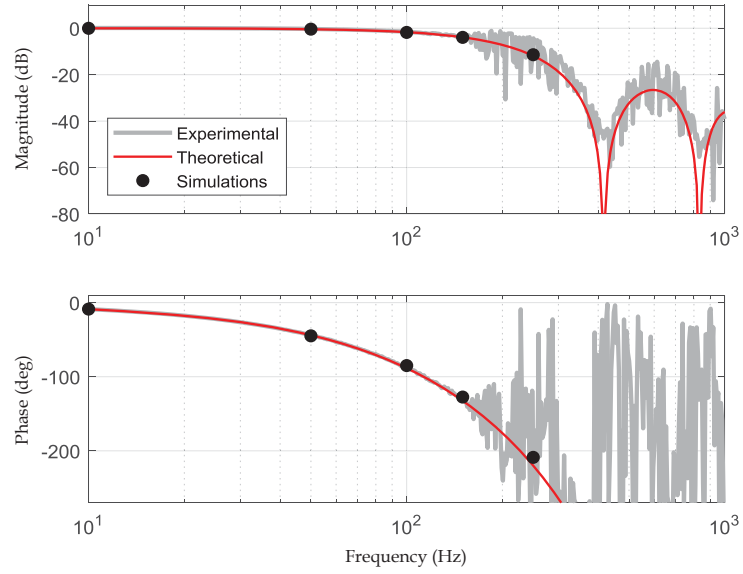 0
-20
-40
-60
-80
Magnitude (dB)
Experimental
Theoretical
Simulations
10^1
10^2
10^3
0
-100
-200
Phase (deg)
10^1
10^2
10^3
Frequency (Hz)